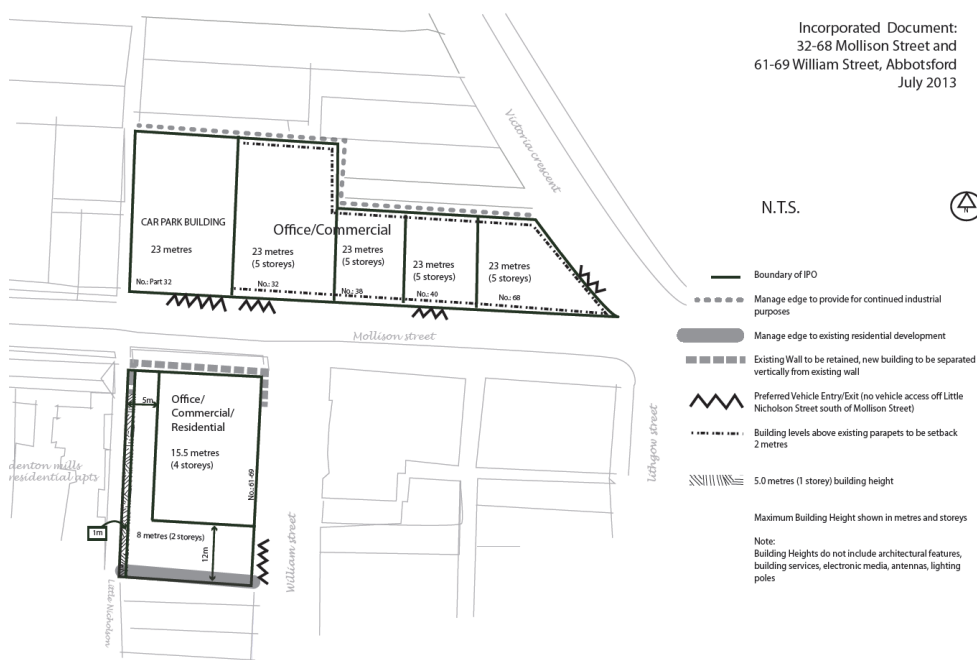 Incorporated Document:
32-68 Mollison Street and
61-69 William Street, Abbotsford
July 2013
Victoria crescent
N.T.S.
N
CAR PARK BUILDING
23 metres
No.: Part 32
Office/Commercial
23 metres
(5 storeys)
No.: 32
23 metres
(5 storeys)
No.: 38
23 metres
(5 storeys)
No.: 40
23 metres
(5 storeys)
No.: 68
Mollison street
Boundary of IPO
Manage edge to provide for continued industrial
purposes
Manage edge to existing residential development
Existing Wall to be retained, new building to be separated
vertically from existing wall
Preferred Vehicle Entry/Exit (no vehicle access off Little
Nicholson Street south of Mollison Street)
Building levels above existing parapets to be setback
2 metres
5.0 metres (1 storey) building height
Maximum Building Height shown in metres and storeys
Note:
Building Heights do not include architectural features,
building services, electronic media, antennas, lighting
poles
5m
Office/
Commercial/
Residential
15.5 metres
(4 storeys)
No.: 61-69
denton mills
residential apts
1m
8 metres (2 storeys)
12m
William street
lithgow street
Little Nicholson